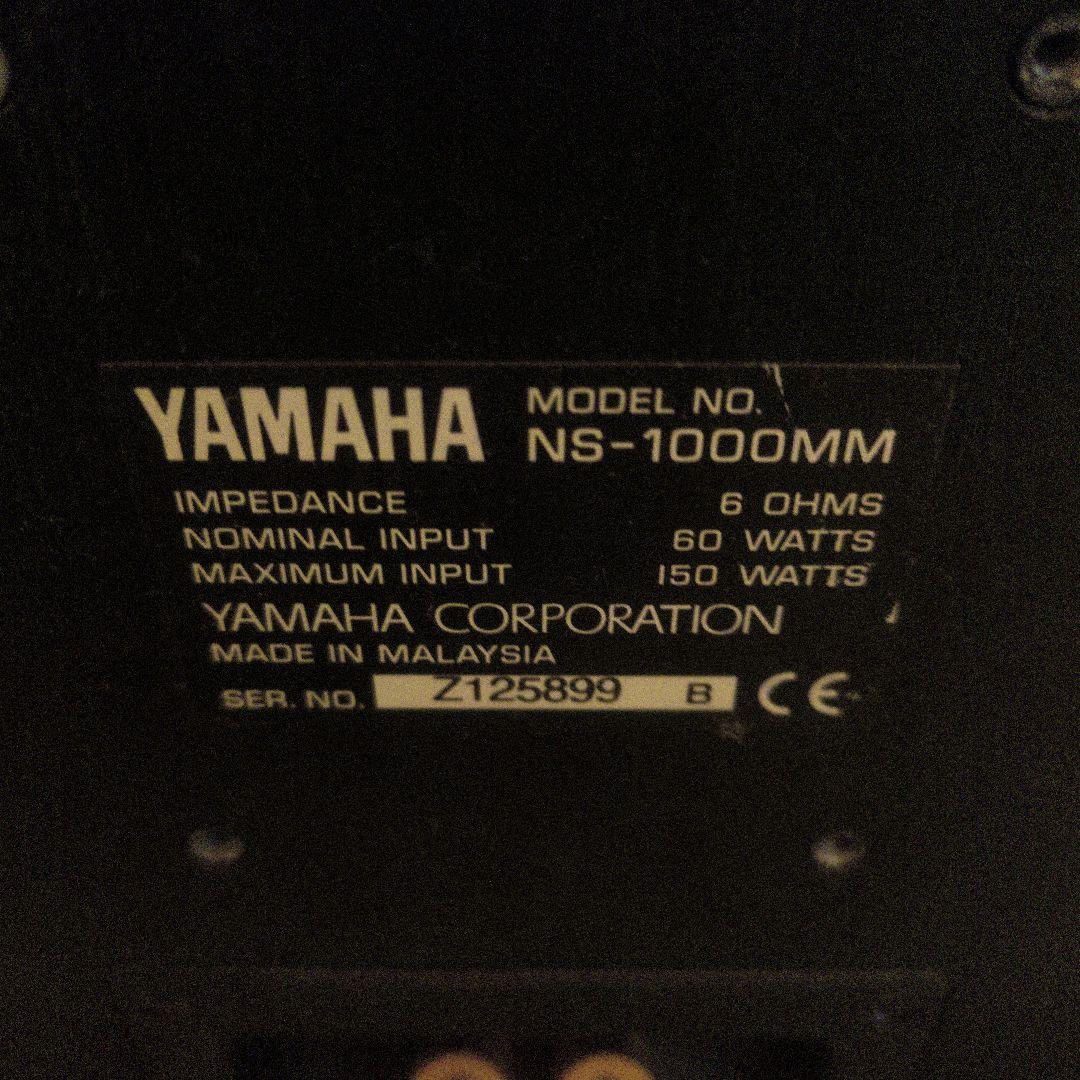 YAMAHA MODEL NO.
NS-1000MM
IMPEDANCE 6 OHMS
NOMINAL INPUT 60 WATTS
MAXIMUM INPUT 150 WATTS
YAMAHA CORPORATION
MADE IN MALAYSIA
SER. NO. Z125899 B CE